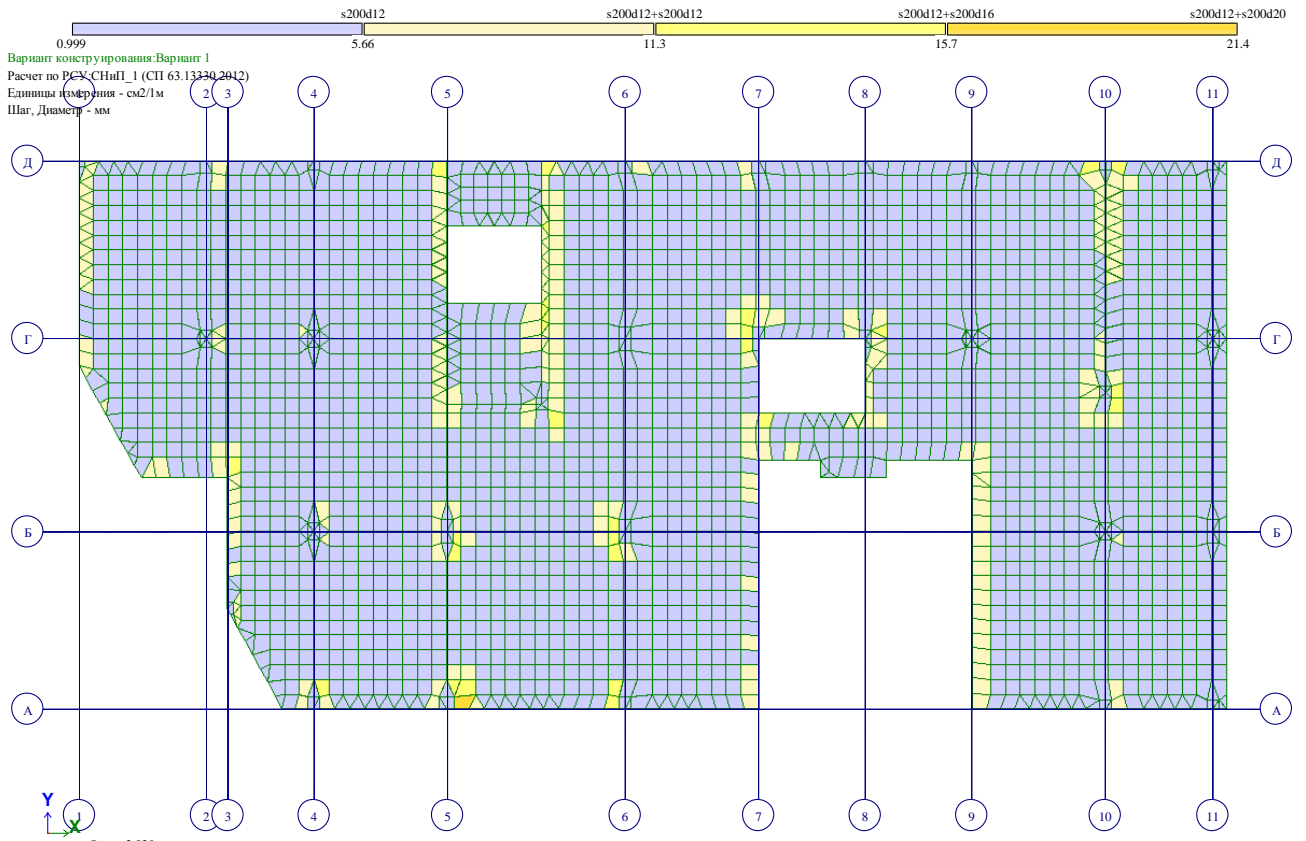 s200d12 s200d12+s200d12 s200d12+s200d16 s200d12+s200d20
0.999 5.66 11.3 15.7 21.4
Вариант конструирования:Вариант 1
Расчет по РСУ:СНиП_1 (СП 63.13330.2012)
Единицы измерения - см2/1м
Шаг, Диаметр - мм
1 2 3 4 5 6 7 8 9 10 11
Д Д
Г Г
Б Б
А А
Y
X
1 2 3 4 5 6 7 8 9 10 11